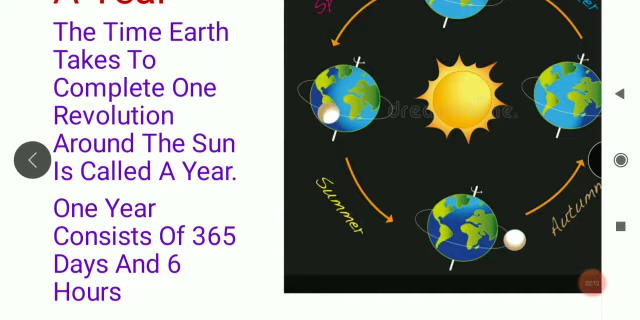 A Year
The Time Earth
Takes To
Complete One
Revolution
Around The Sun
Is Called A Year.
One Year
Consists Of 365
Days And 6
Hours
Summer
Autumn